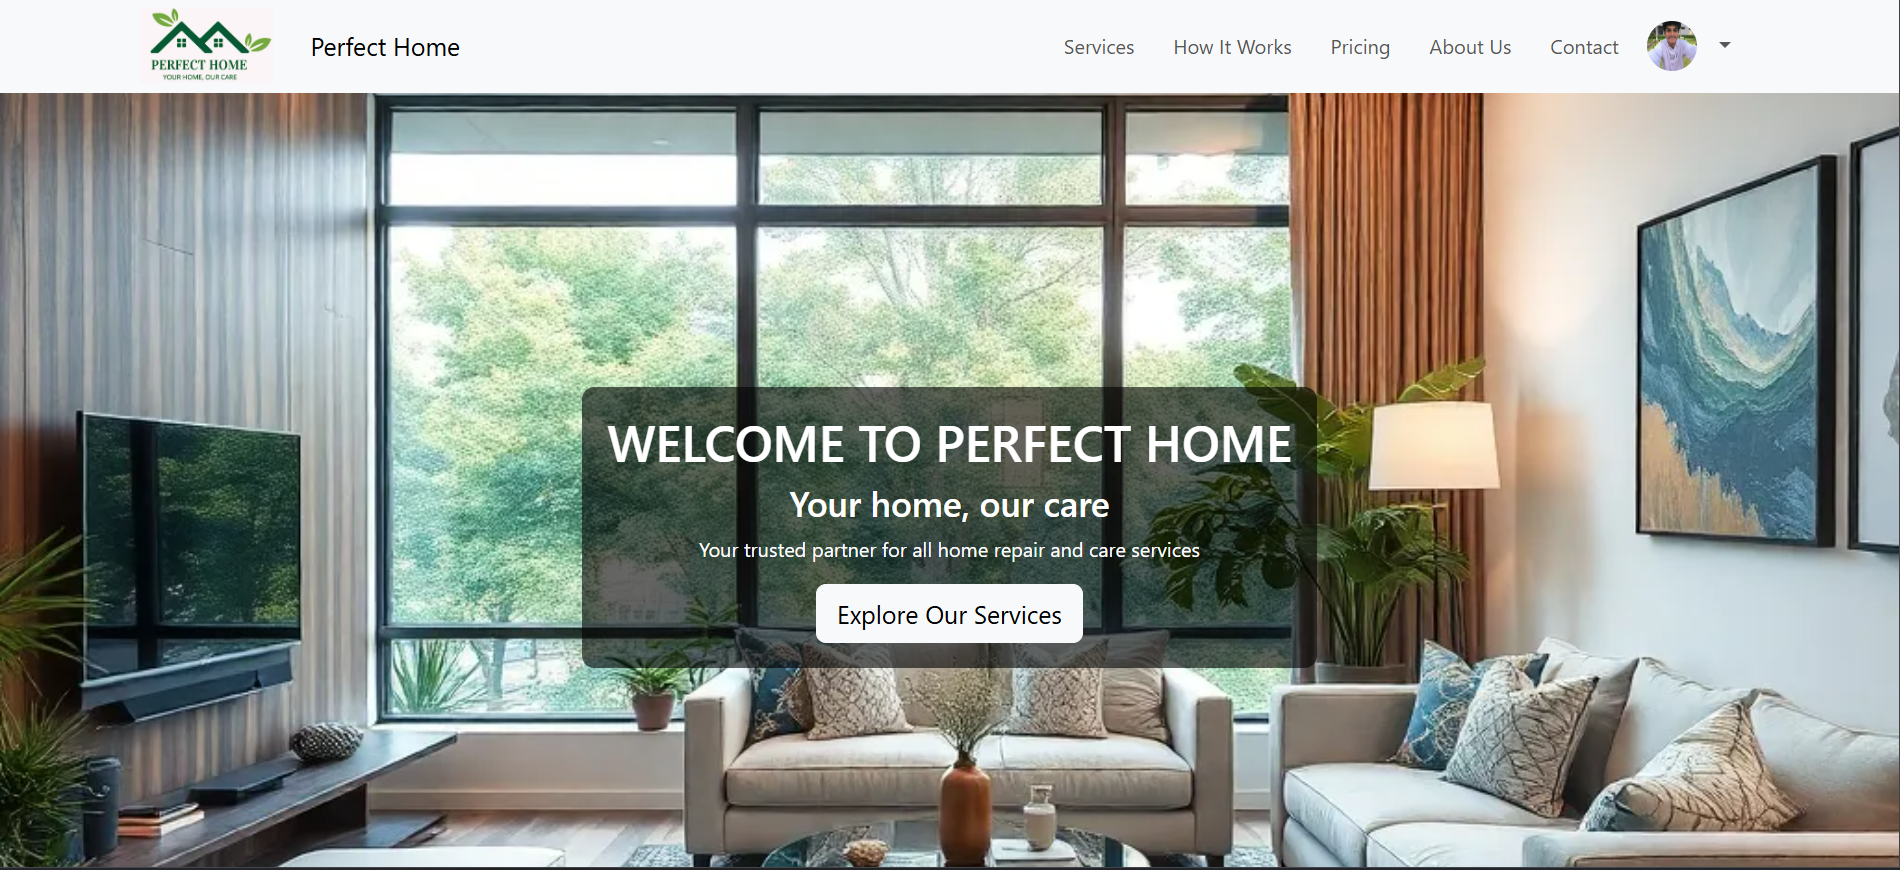 PERFECT HOME
YOUR HOME, OUR CARE
Perfect Home
Services
How It Works
Pricing
About Us
Contact
WELCOME TO PERFECT HOME
Your home, our care
Your trusted partner for all home repair and care services
Explore Our Services